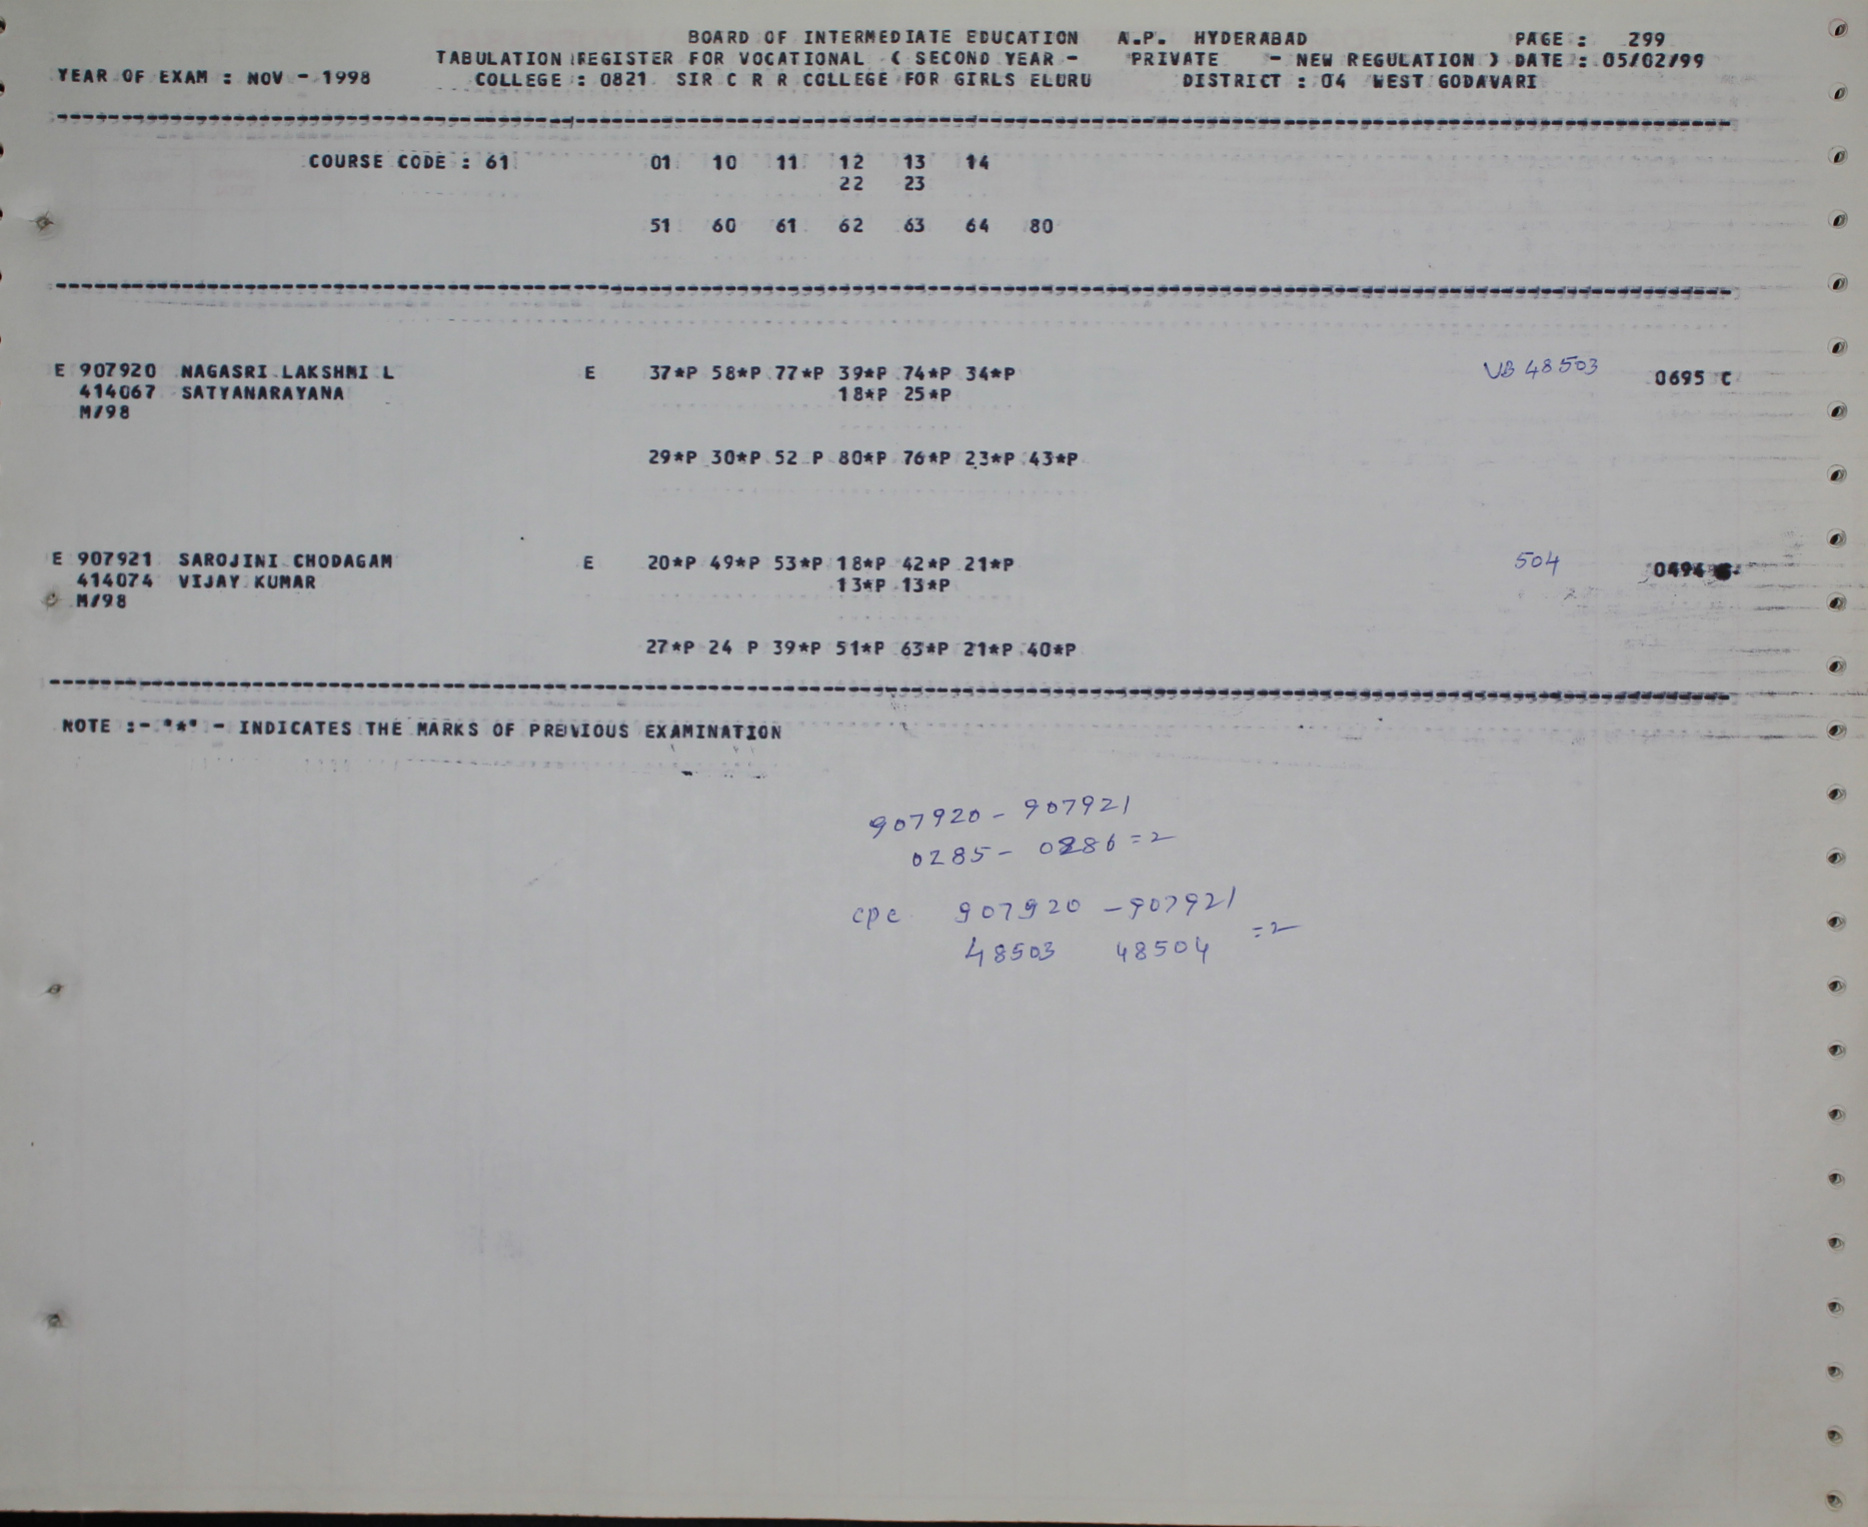 BOARD OF INTERMEDIATE EDUCATION A.P. HYDERABAD PAGE : 299
TABULATION REGISTER FOR VOCATIONAL ( SECOND YEAR - PRIVATE - NEW REGULATION ) DATE : 05/02/99
YEAR OF EXAM : NOV - 1998 COLLEGE : 0821 SIR C R R COLLEGE FOR GIRLS ELURU DISTRICT : 04 WEST GODAVARI
COURSE CODE : 61 01 10 11 12 13 14
22 23
51 60 61 62 63 64 80
E 907920 NAGASRI LAKSHMI L E 37*P 58*P 77*P 39*P 74*P 34*P VB 48503 0695 C
414067 SATYANARAYANA 18*P 25*P
M/98
29*P 30*P 52 P 80*P 76*P 23*P 43*P
E 907921 SAROJINI CHODAGAM E 20*P 49*P 53*P 18*P 42*P 21*P 504 0494
414074 VIJAY KUMAR 13*P 13*P
M/98
27*P 24 P 39*P 51*P 63*P 21*P 40*P
NOTE :- "*" - INDICATES THE MARKS OF PREVIOUS EXAMINATION
907920 - 907921
0285 - 0286 = 2
cpc 907920 - 907921
48503 48504 = 2